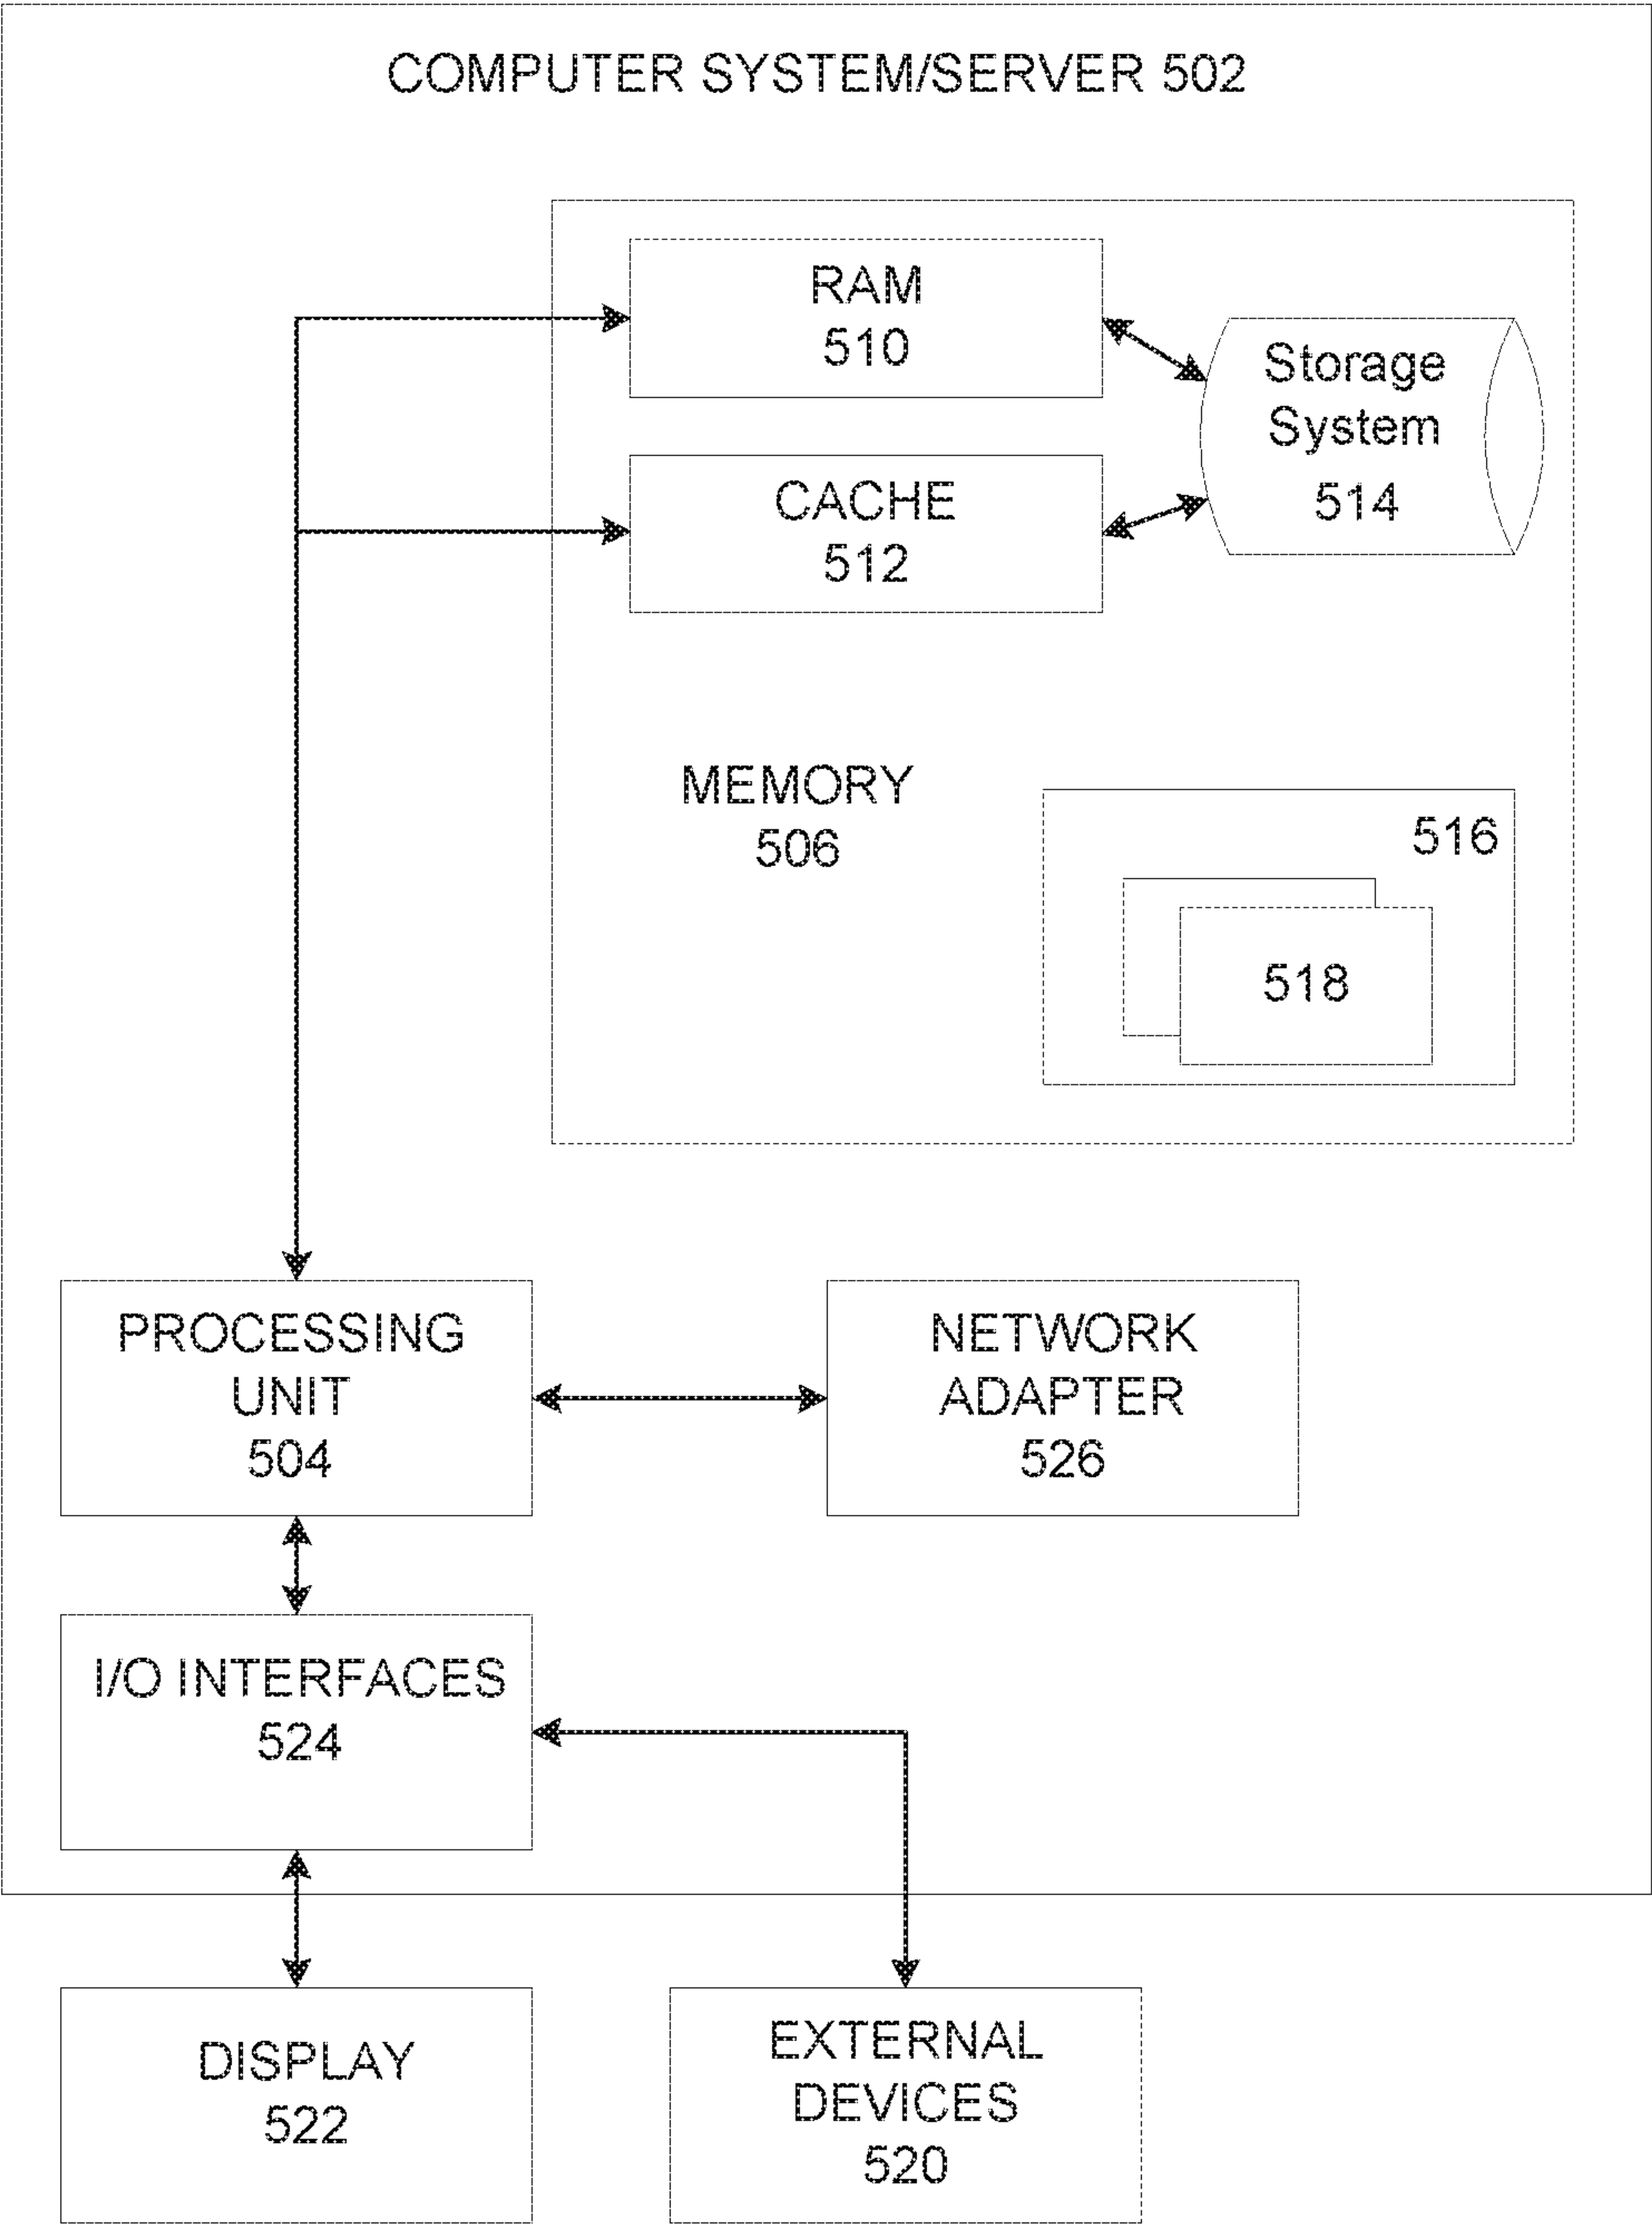 COMPUTER SYSTEM/SERVER 502
RAM
510
Storage
System
514
CACHE
512
MEMORY
506
516
518
PROCESSING
UNIT
504
NETWORK
ADAPTER
526
I/O INTERFACES
524
DISPLAY
522
EXTERNAL
DEVICES
520